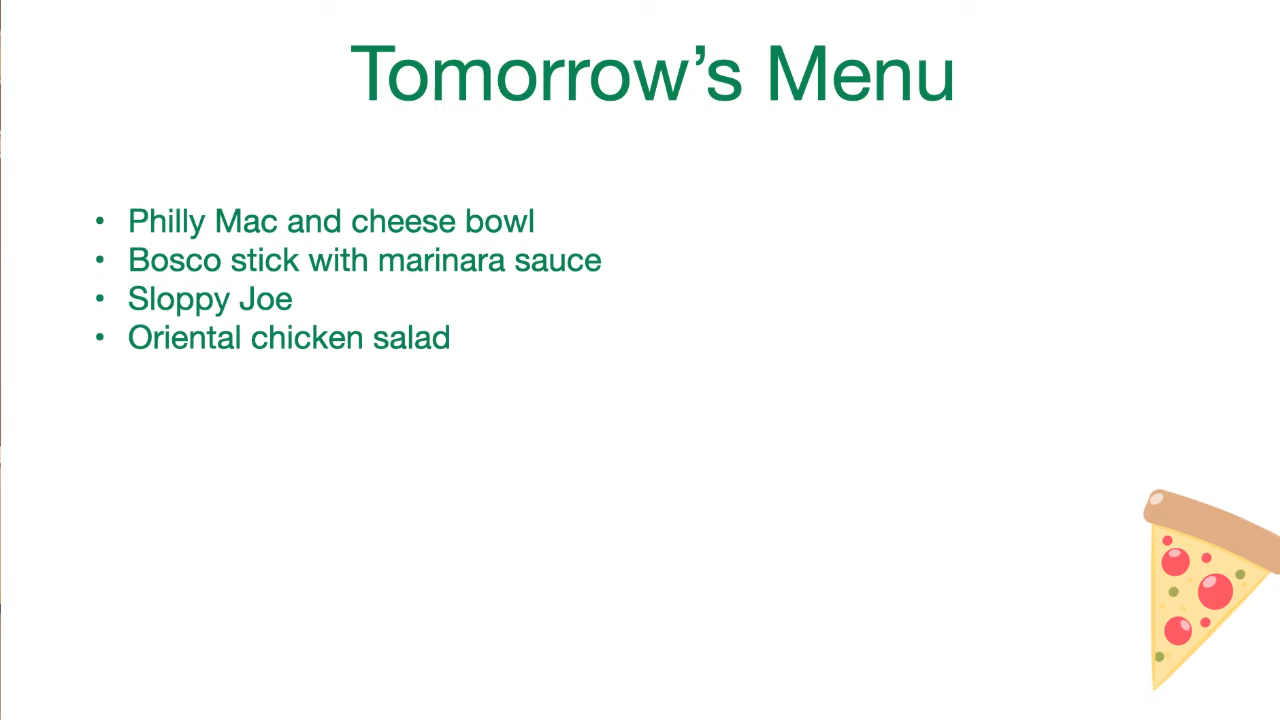 Tomorrow’s Menu
• Philly Mac and cheese bowl
• Bosco stick with marinara sauce
• Sloppy Joe
• Oriental chicken salad